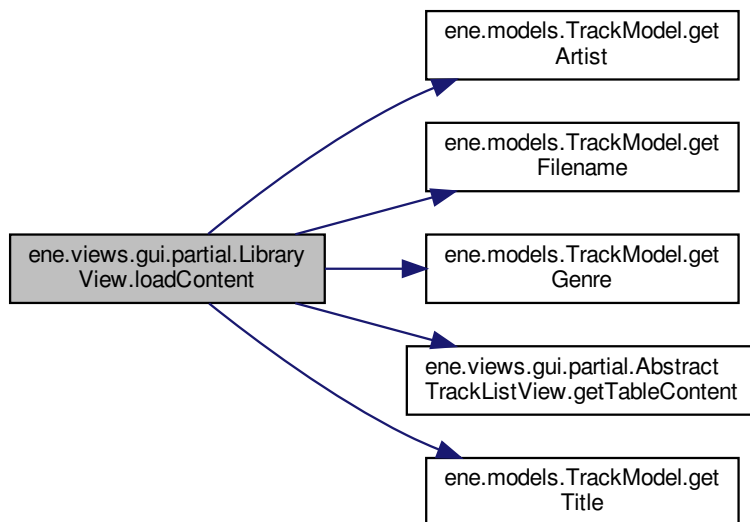 ene.models.TrackModel.get
Artist
ene.models.TrackModel.get
Filename
ene.views.gui.partial.Library
View.loadContent
ene.models.TrackModel.get
Genre
ene.views.gui.partial.Abstract
TrackListView.getTableContent
ene.models.TrackModel.get
Title